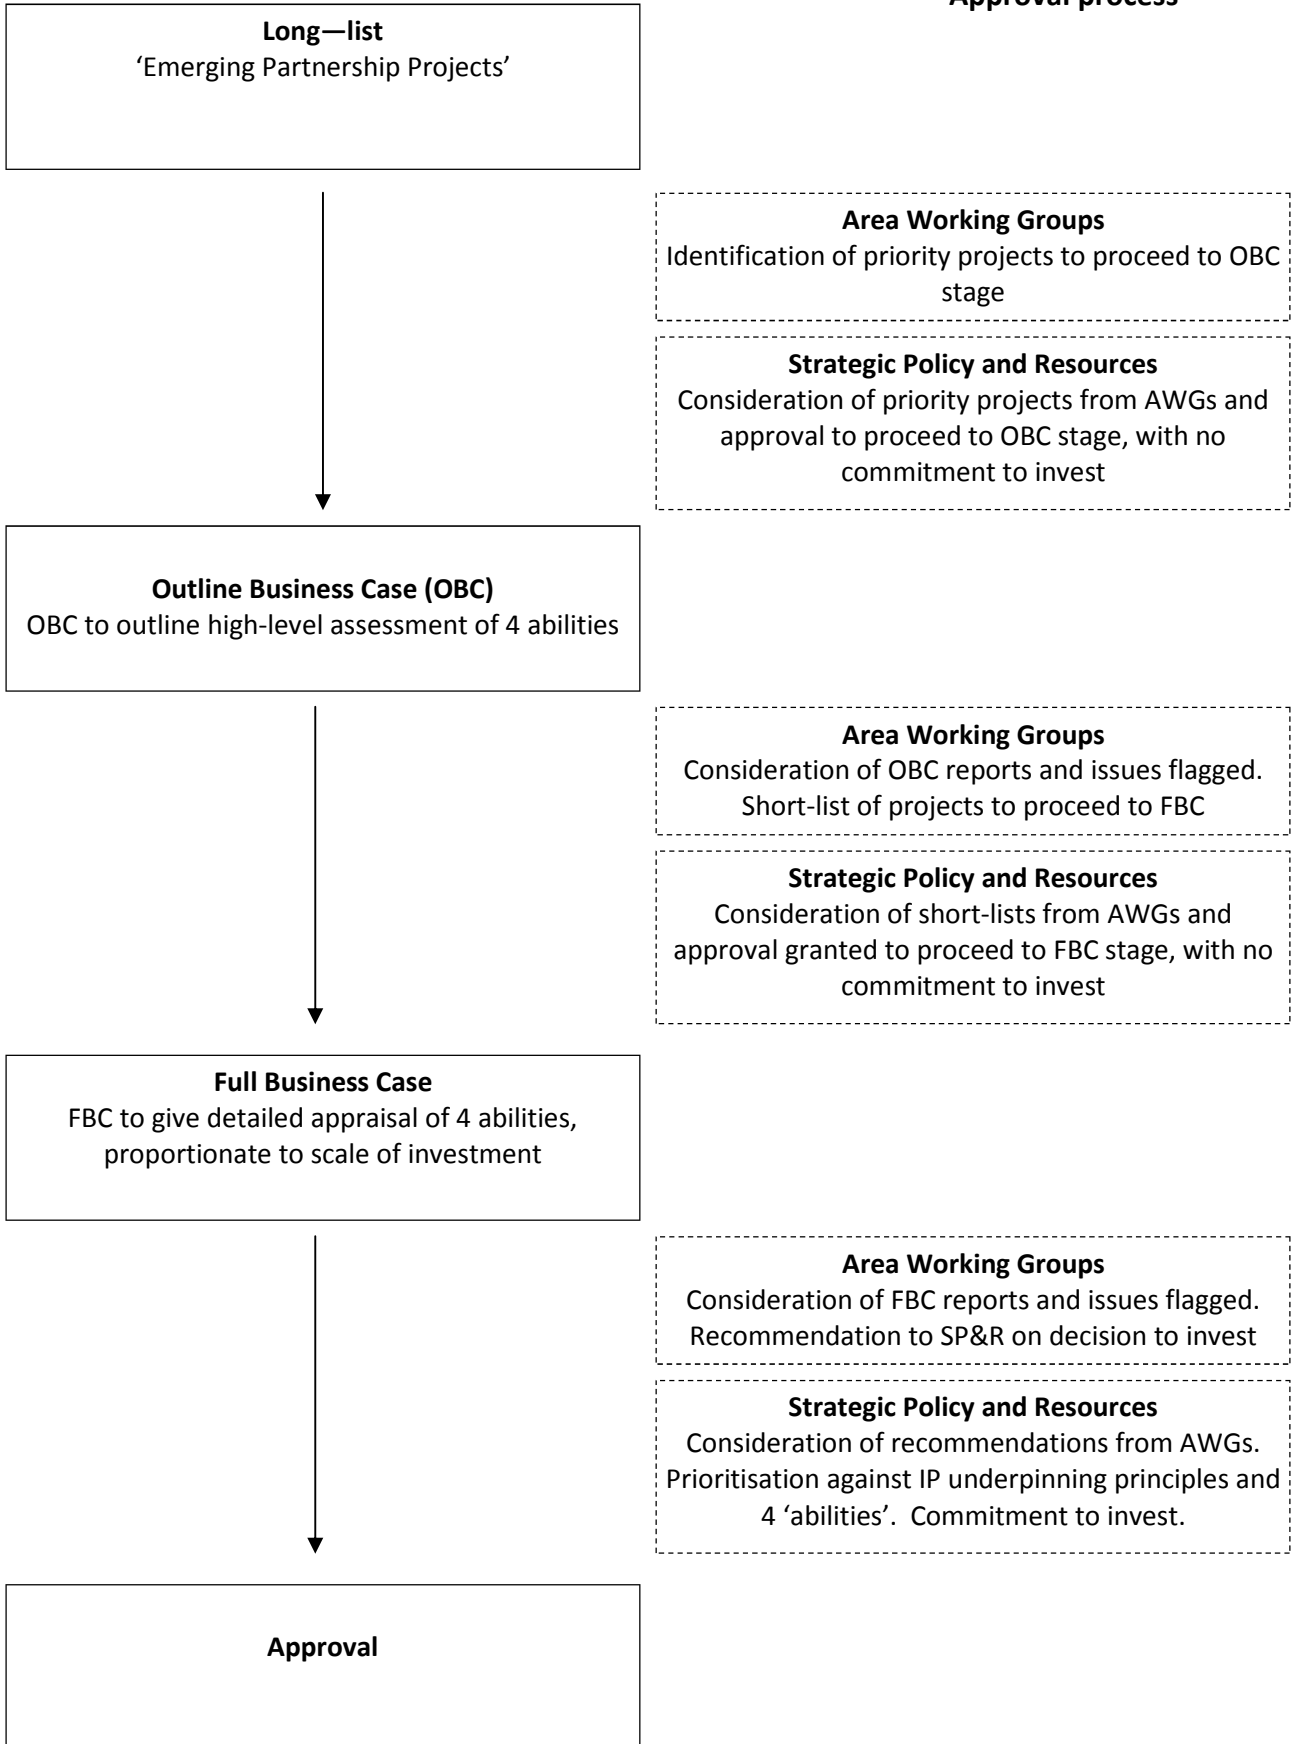 Approval process
Long—list
‘Emerging Partnership Projects’
Area Working Groups
Identification of priority projects to proceed to OBC
stage
Strategic Policy and Resources
Consideration of priority projects from AWGs and
approval to proceed to OBC stage, with no
commitment to invest
Outline Business Case (OBC)
OBC to outline high-level assessment of 4 abilities
Area Working Groups
Consideration of OBC reports and issues flagged.
Short-list of projects to proceed to FBC
Strategic Policy and Resources
Consideration of short-lists from AWGs and
approval granted to proceed to FBC stage, with no
commitment to invest
Full Business Case
FBC to give detailed appraisal of 4 abilities,
proportionate to scale of investment
Area Working Groups
Consideration of FBC reports and issues flagged.
Recommendation to SP&R on decision to invest
Strategic Policy and Resources
Consideration of recommendations from AWGs.
Prioritisation against IP underpinning principles and
4 ‘abilities’.  Commitment to invest.
Approval